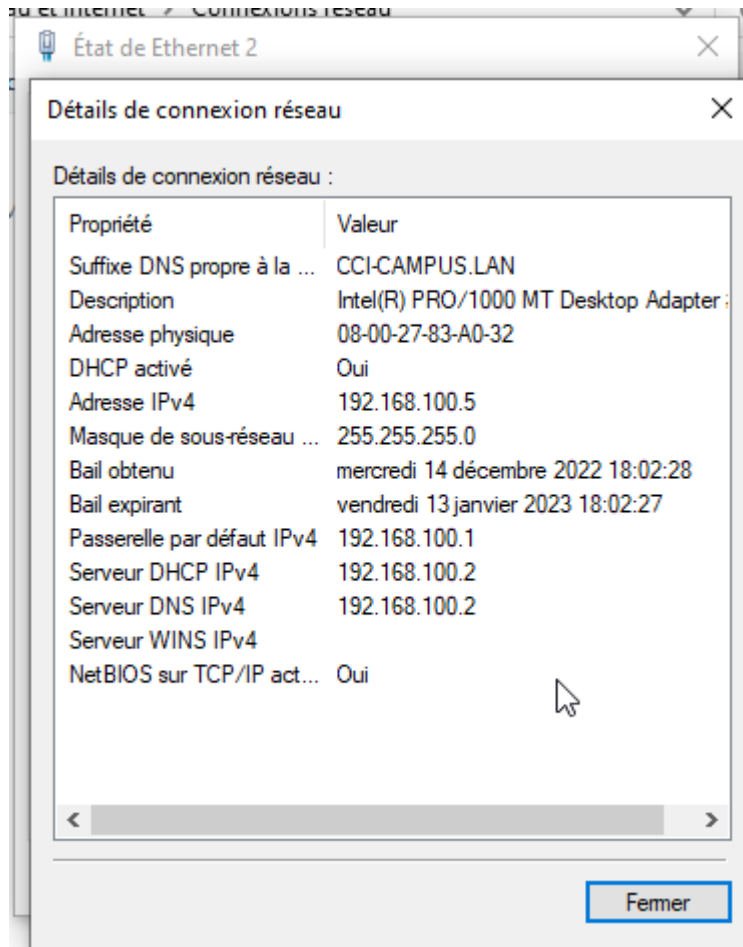 au et Internet > Connexions réseau
État de Ethernet 2
Détails de connexion réseau
Détails de connexion réseau :
Propriété Valeur
Suffixe DNS propre à la ... CCI-CAMPUS.LAN
Description Intel(R) PRO/1000 MT Desktop Adapter
Adresse physique 08-00-27-83-A0-32
DHCP activé Oui
Adresse IPv4 192.168.100.5
Masque de sous-réseau ... 255.255.255.0
Bail obtenu mercredi 14 décembre 2022 18:02:28
Bail expirant vendredi 13 janvier 2023 18:02:27
Passerelle par défaut IPv4 192.168.100.1
Serveur DHCP IPv4 192.168.100.2
Serveur DNS IPv4 192.168.100.2
Serveur WINS IPv4
NetBIOS sur TCP/IP act... Oui
Fermer